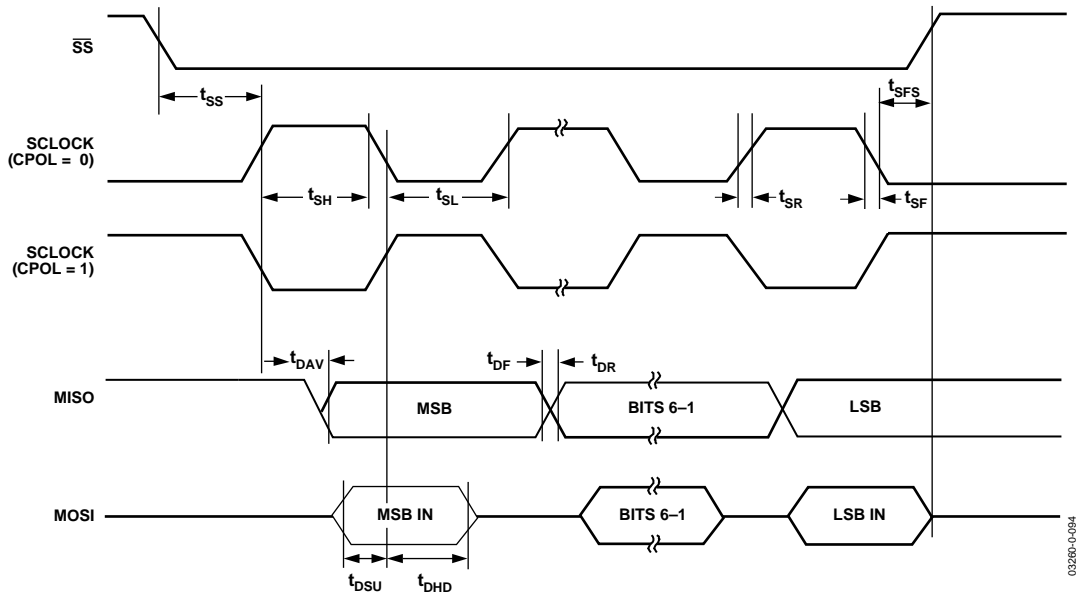 SS
tSS
tSFS
SCLOCK
(CPOL = 0)
tSH
tSL
tSR
tSF
SCLOCK
(CPOL = 1)
tDAV
tDF
tDR
MISO
MSB
BITS 6–1
LSB
MOSI
MSB IN
BITS 6–1
LSB IN
tDSU
tDHD
03260-0-094